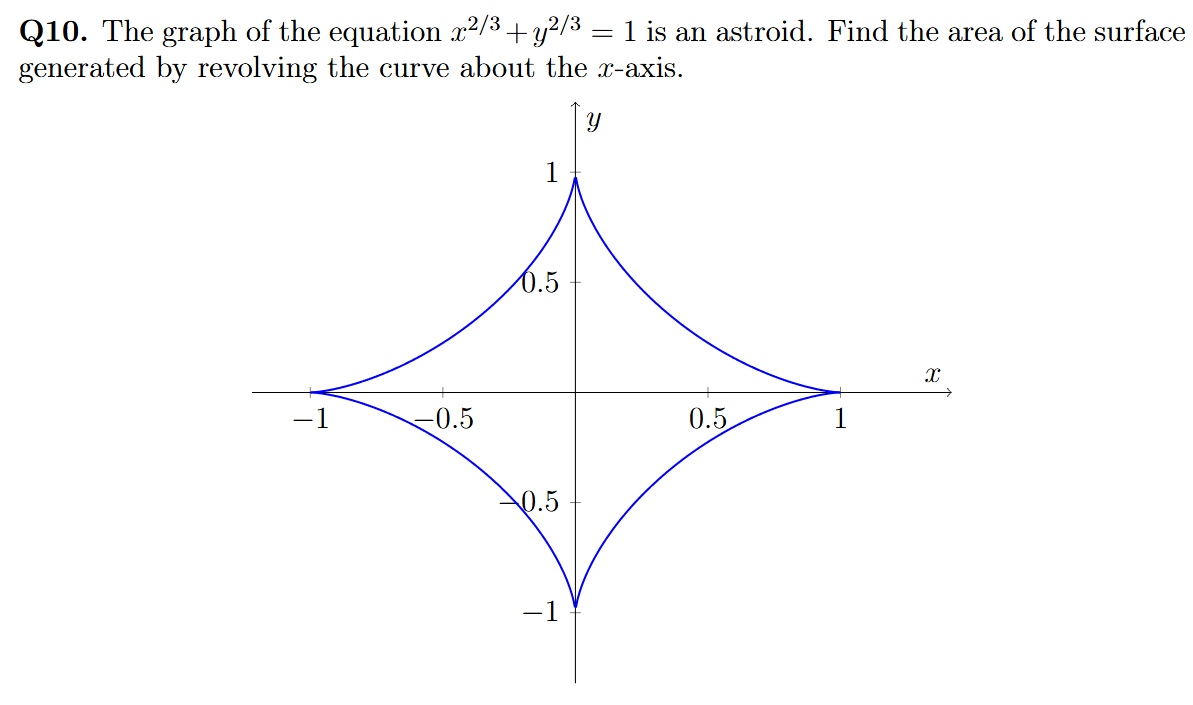 Q10. The graph of the equation x^{2/3} + y^{2/3} = 1 is an astroid. Find the area of the surface
generated by revolving the curve about the x-axis.
y
1
0.5
x
−1
−0.5
0.5
1
−0.5
−1